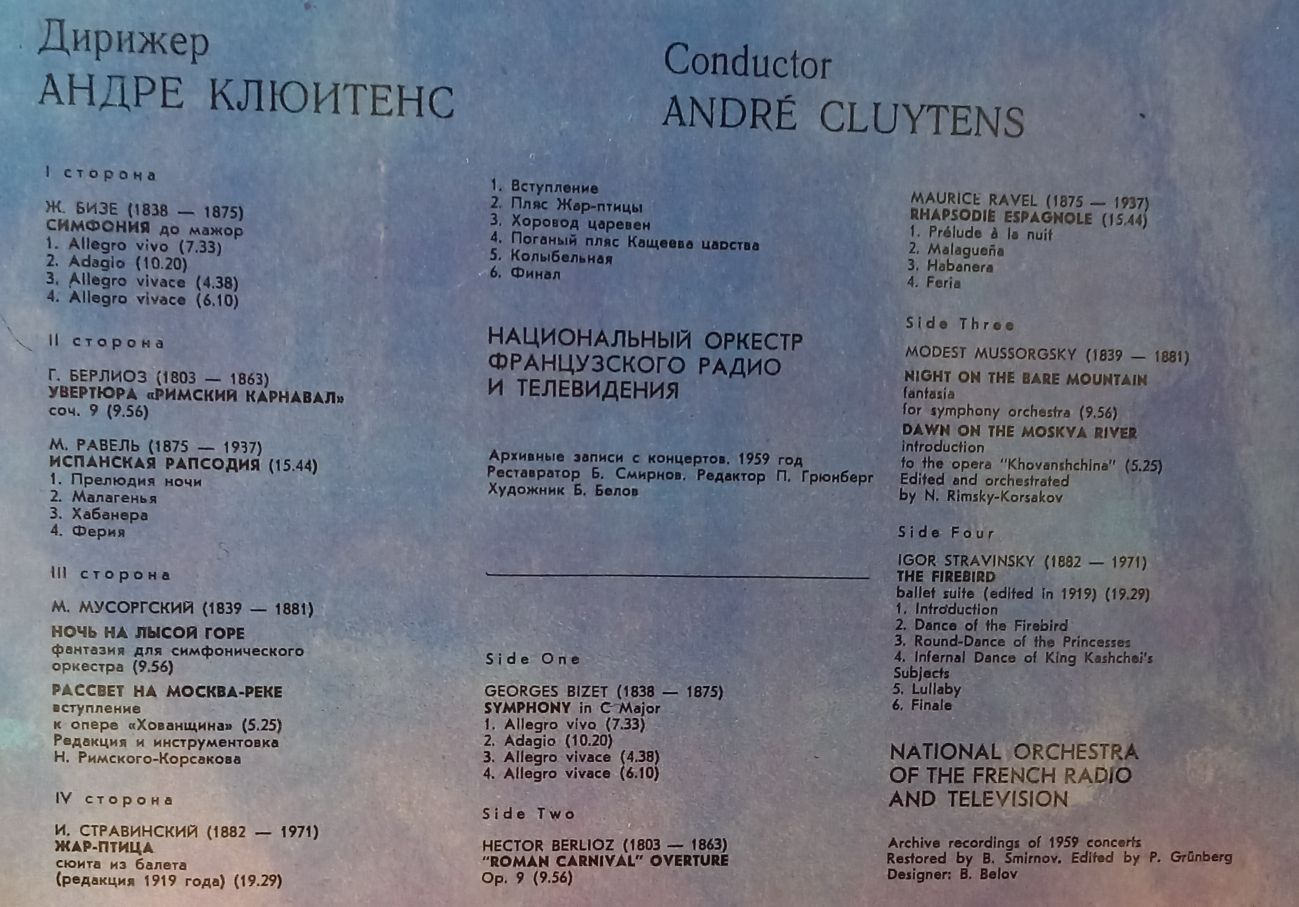 Дирижер
АНДРЕ КЛЮИТЕНС
Conductor
ANDRÉ CLUYTENS
I сторона
Ж. БИЗЕ (1838 — 1875)
СИМФОНИЯ до мажор
1. Allegro vivo (7.33)
2. Adagio (10.20)
3. Allegro vivace (4.38)
4. Allegro vivace (6.10)
II сторона
Г. БЕРЛИОЗ (1803 — 1863)
УВЕРТЮРА «РИМСКИЙ КАРНАВАЛ»
соч. 9 (9.56)
М. РАВЕЛЬ (1875 — 1937)
ИСПАНСКАЯ РАПСОДИЯ (15.44)
1. Прелюдия ночи
2. Малагенья
3. Хабанера
4. Ферия
III сторона
М. МУСОРГСКИЙ (1839 — 1881)
НОЧЬ НА ЛЫСОЙ ГОРЕ
фантазия для симфонического
оркестра (9.56)
РАССВЕТ НА МОСКВА-РЕКЕ
вступление
к опере «Хованщина» (5.25)
Редакция и инструментовка
Н. Римского-Корсакова
IV сторона
И. СТРАВИНСКИЙ (1882 — 1971)
ЖАР-ПТИЦА
сюита из балета
(редакция 1919 года) (19.29)
1. Вступление
2. Пляс Жар-птицы
3. Хоровод царевен
4. Поганый пляс Кащеева царства
5. Колыбельная
6. Финал
НАЦИОНАЛЬНЫЙ ОРКЕСТР
ФРАНЦУЗСКОГО РАДИО
И ТЕЛЕВИДЕНИЯ
Архивные записи с концертов, 1959 год
Реставратор Б. Смирнов. Редактор П. Грюнберг
Художник Б. Белов
Side One
GEORGES BIZET (1838 — 1875)
SYMPHONY in C Major
1. Allegro vivo (7.33)
2. Adagio (10.20)
3. Allegro vivace (4.38)
4. Allegro vivace (6.10)
Side Two
HECTOR BERLIOZ (1803 — 1863)
"ROMAN CARNIVAL" OVERTURE
Op. 9 (9.56)
MAURICE RAVEL (1875 — 1937)
RHAPSODIE ESPAGNOLE (15.44)
1. Prélude à la nuit
2. Malagueña
3. Habanera
4. Feria
Side Three
MODEST MUSSORGSKY (1839 — 1881)
NIGHT ON THE BARE MOUNTAIN
fantasia
for symphony orchestra (9.56)
DAWN ON THE MOSKVA RIVER
introduction
to the opera "Khovanshchina" (5.25)
Edited and orchestrated
by N. Rimsky-Korsakov
Side Four
IGOR STRAVINSKY (1882 — 1971)
THE FIREBIRD
ballet suite (edited in 1919) (19.29)
1. Introduction
2. Dance of the Firebird
3. Round-Dance of the Princesses
4. Infernal Dance of King Kashchei's
Subjects
5. Lullaby
6. Finale
NATIONAL ORCHESTRA
OF THE FRENCH RADIO
AND TELEVISION
Archive recordings of 1959 concerts
Restored by B. Smirnov. Edited by P. Grünberg
Designer: B. Belov